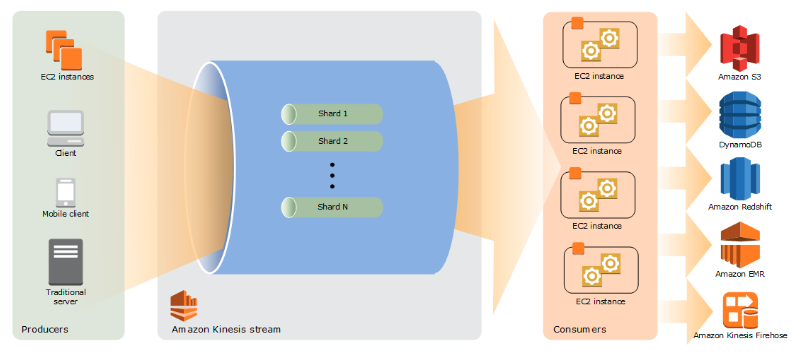 EC2 instances
Client
Mobile client
Traditional
server
Producers
Shard 1
Shard 2
Shard N
Amazon Kinesis stream
EC2 instance
EC2 instance
EC2 instance
EC2 instance
Consumers
Amazon S3
DynamoDB
Amazon Redshift
Amazon EMR
Amazon Kinesis Firehose